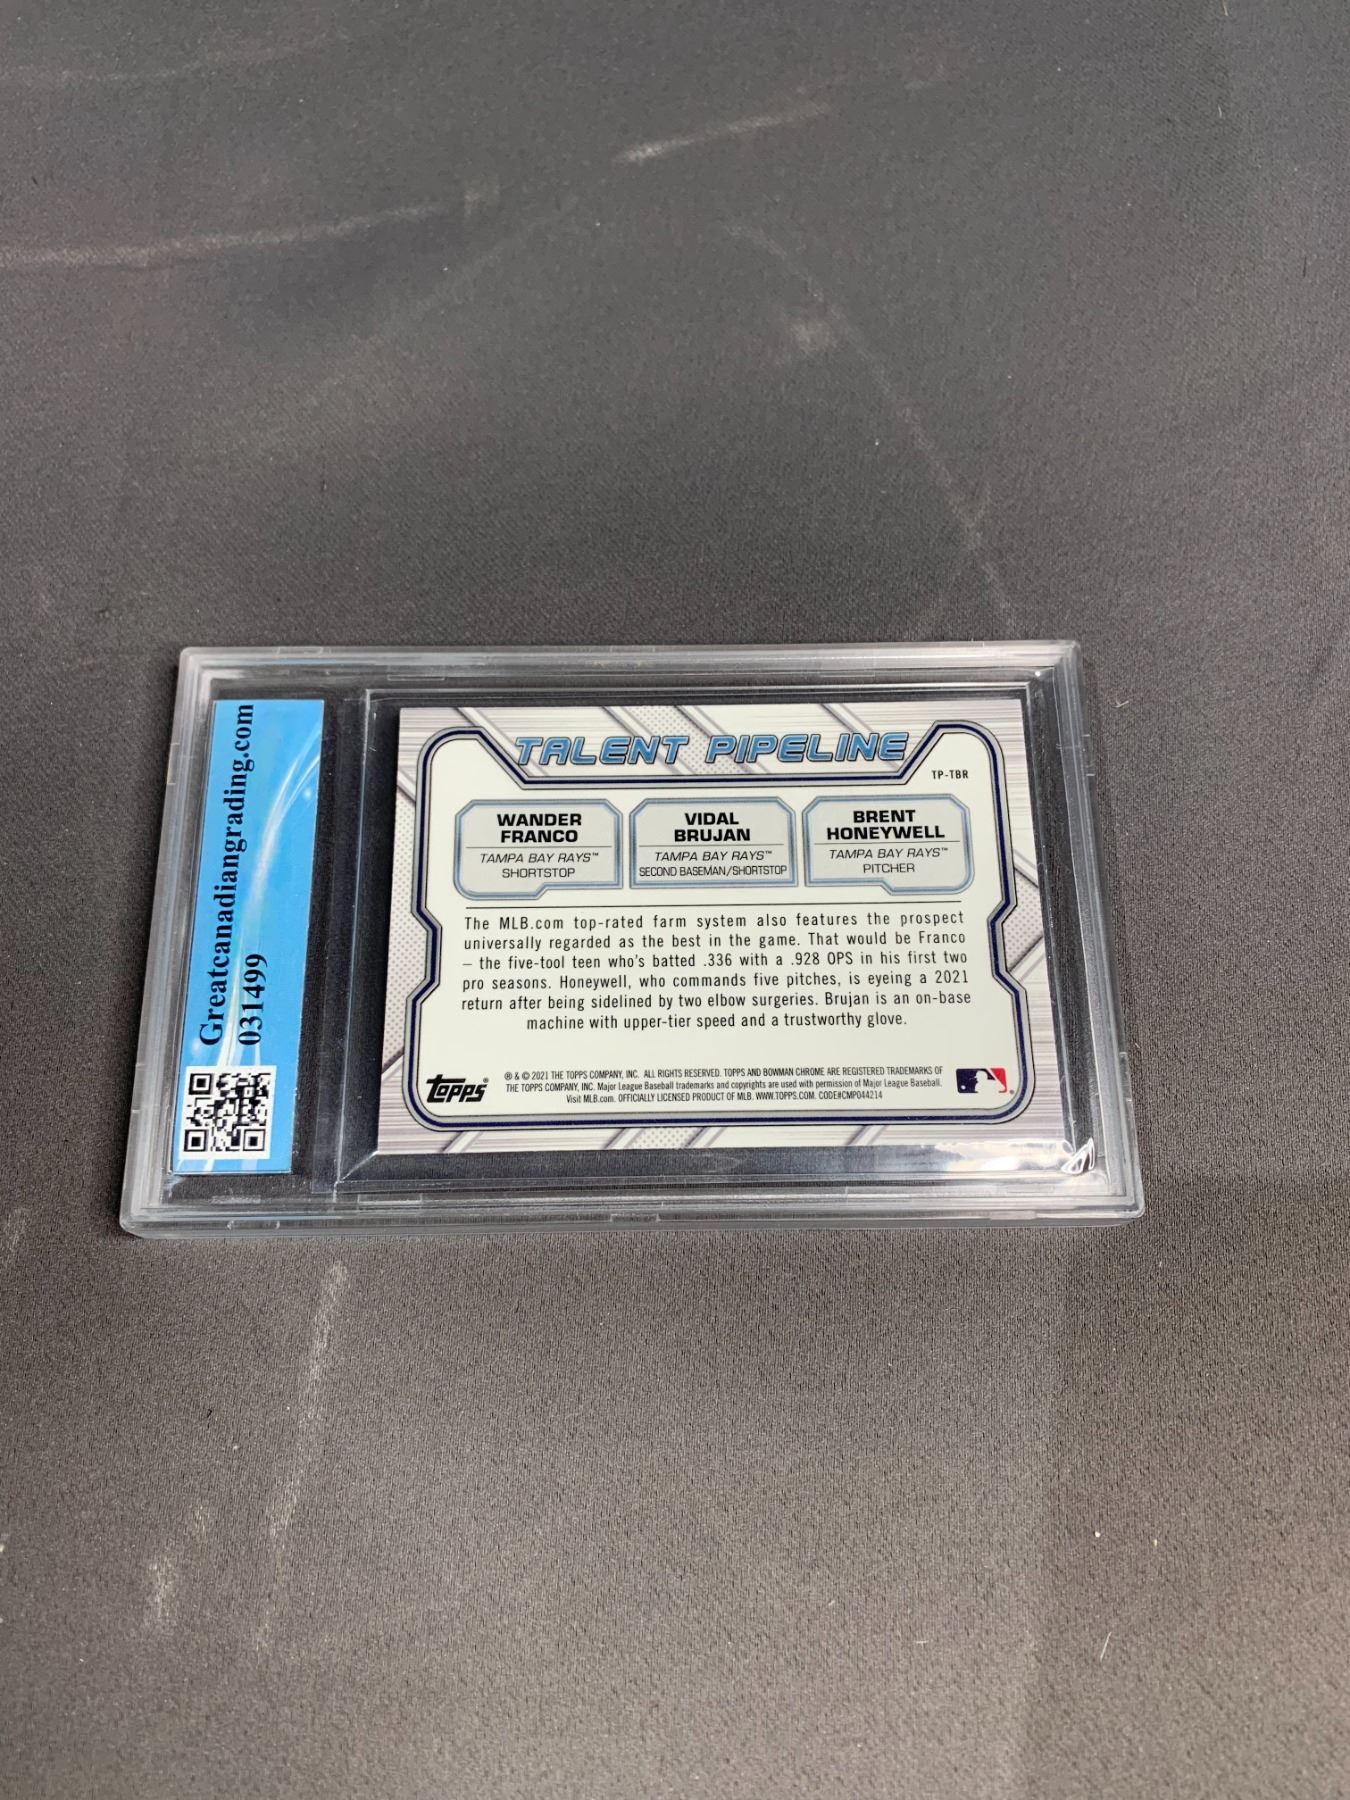 Greatcanadiangrading.com
031499
TALENT PIPELINE
TP-TBR
WANDER
FRANCO
TAMPA BAY RAYS™
SHORTSTOP
VIDAL
BRUJAN
TAMPA BAY RAYS™
SECOND BASEMAN/SHORTSTOP
BRENT
HONEYWELL
TAMPA BAY RAYS™
PITCHER
The MLB.com top-rated farm system also features the prospect
universally regarded as the best in the game. That would be Franco
– the five-tool teen who's batted .336 with a .928 OPS in his first two
pro seasons. Honeywell, who commands five pitches, is eyeing a 2021
return after being sidelined by two elbow surgeries. Brujan is an on-base
machine with upper-tier speed and a trustworthy glove.
topps®
® & © 2021 THE TOPPS COMPANY, INC. ALL RIGHTS RESERVED. TOPPS AND BOWMAN CHROME ARE REGISTERED TRADEMARKS OF
THE TOPPS COMPANY, INC. Major League Baseball trademarks and copyrights are used with permission of Major League Baseball.
Visit MLB.com. OFFICIALLY LICENSED PRODUCT OF MLB. WWW.TOPPS.COM. CODE#CMP044214